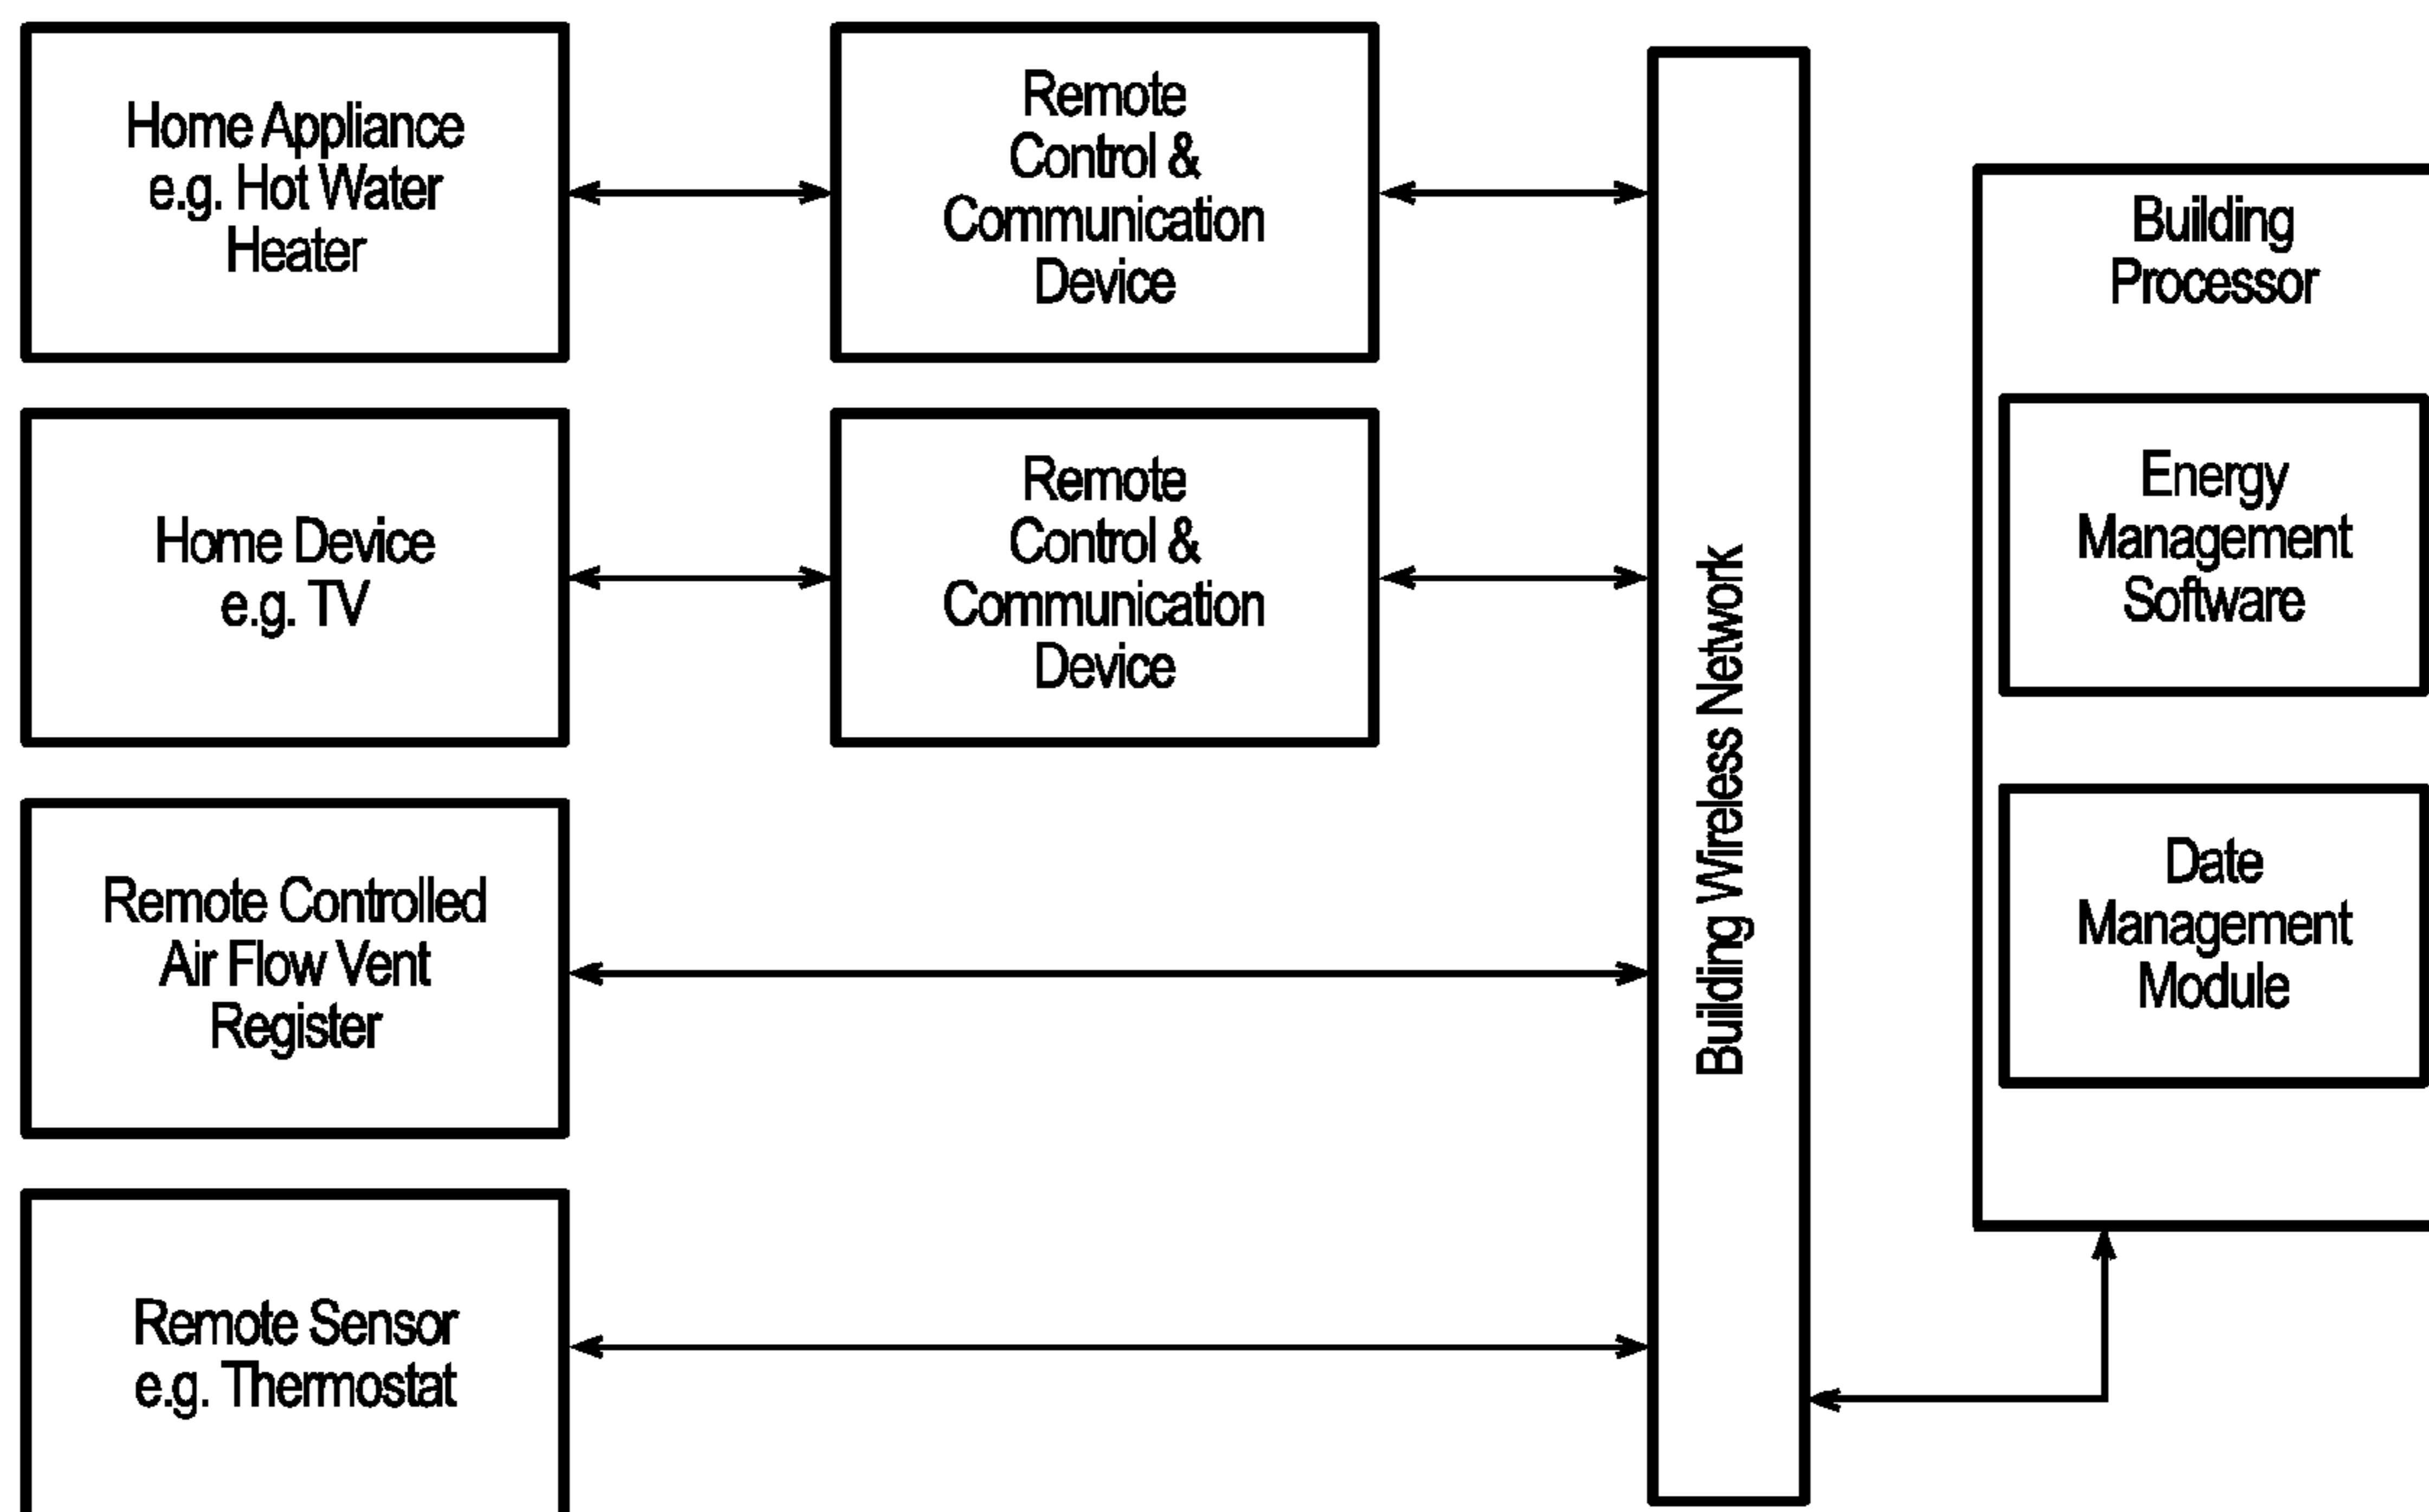 Home Appliance
e.g. Hot Water
Heater
Remote
Control &
Communication
Device
Home Device
e.g. TV
Remote
Control &
Communication
Device
Remote Controlled
Air Flow Vent
Register
Remote Sensor
e.g. Thermostat
Building Wireless Network
Building
Processor
Energy
Management
Software
Date
Management
Module